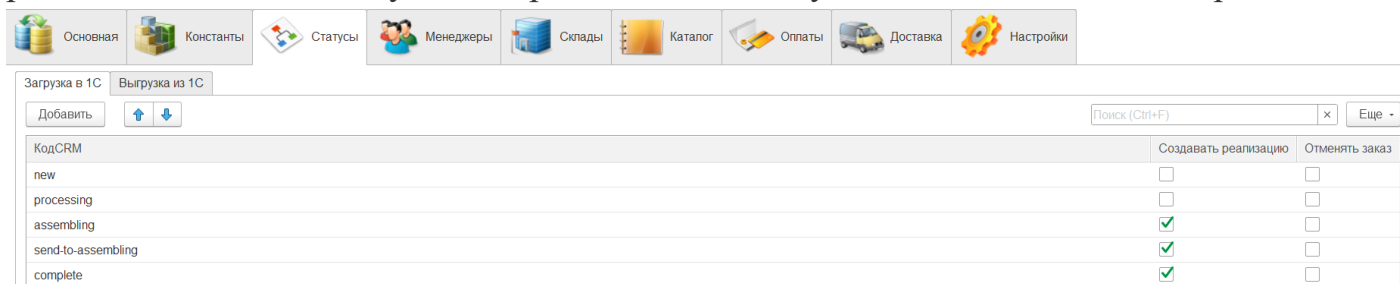 Основная Константы Статусы Менеджеры Склады Каталог Оплаты Доставка Настройки
Загрузка в 1С Выгрузка из 1С
Добавить Поиск (Ctrl+F) × Еще
КодCRM Создавать реализацию Отменять заказ
new
processing
assembling
send-to-assembling
complete